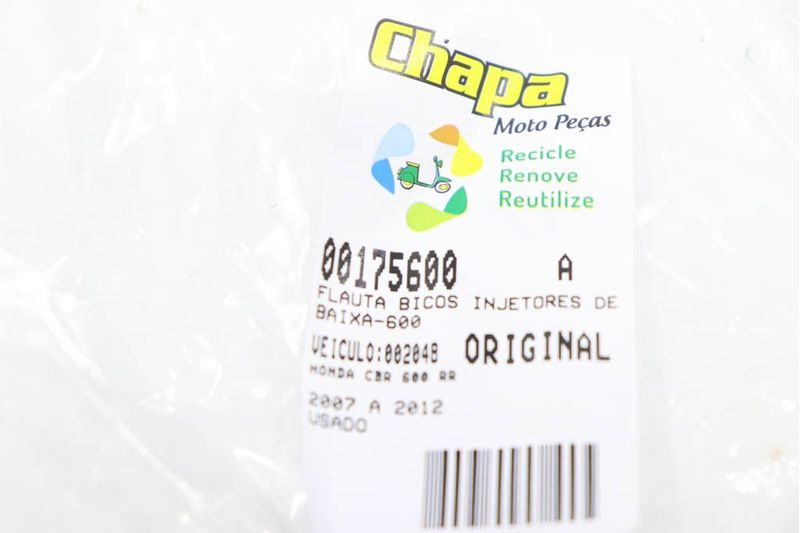 Chapa
Moto Peças
Recicle
Renove
Reutilize
00175600 A
FLAUTA BICOS INJETORES DE
BAIXA-600
VEICULO:002048 ORIGINAL
HONDA CBR 600 RR
2007 A 2012
USADO